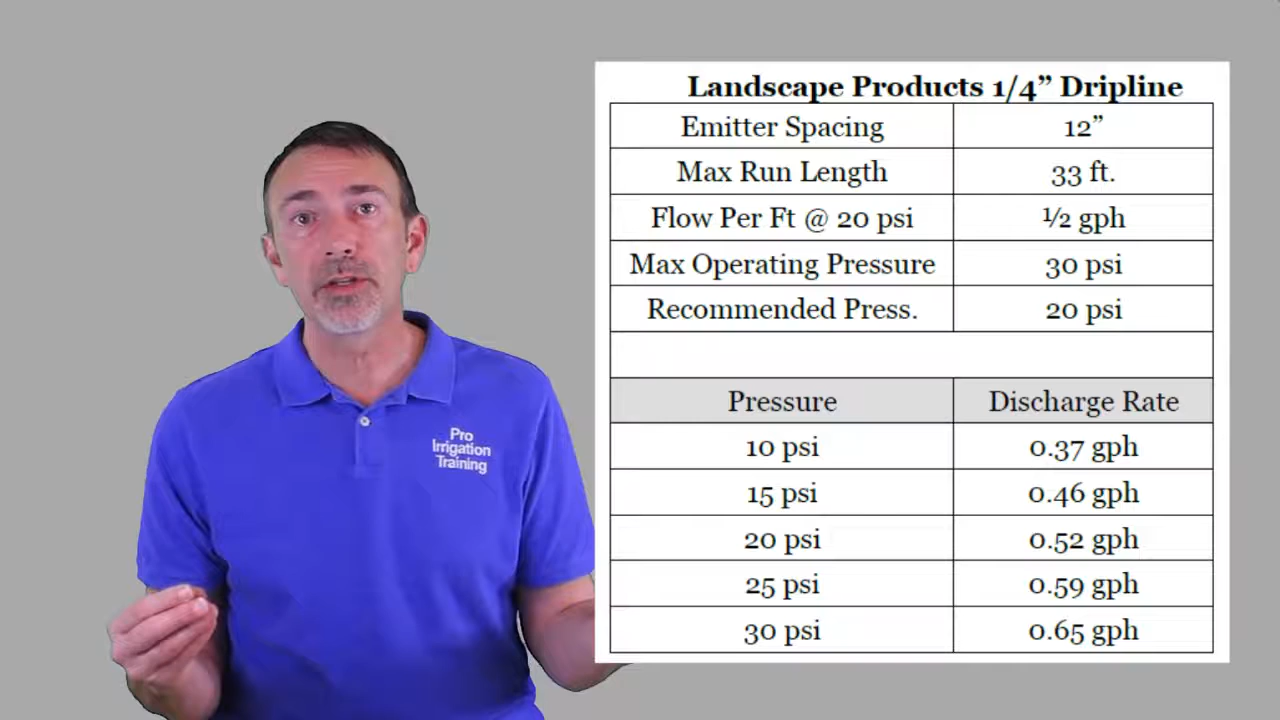 Landscape Products 1/4” Dripline
Emitter Spacing 12”
Max Run Length 33 ft.
Flow Per Ft @ 20 psi ½ gph
Max Operating Pressure 30 psi
Recommended Press. 20 psi
Pressure Discharge Rate
10 psi 0.37 gph
15 psi 0.46 gph
20 psi 0.52 gph
25 psi 0.59 gph
30 psi 0.65 gph
Pro
Irrigation
Training